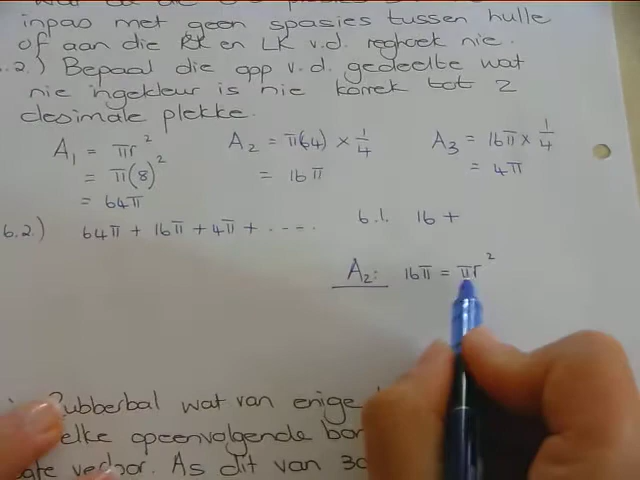 inpas met geen spasies tussen hulle
of aan die RK en LK v.d. reghoek nie.
.2.) Bepaal die opp v.d. gedeelte wat
nie ingekleur is nie korrek tot 2
desimale plekke.
A₁ = πr² A₂ = π(64) × 1/4 A₃ = 16π × 1/4
= π(8)² = 16π = 4π
= 64π
6.2) 64π + 16π + 4π + ..... 6.1. 16 +
A₂: 16π = πr²
Rubberbal wat van enige
elke opeenvolgende
verloor. As dit van 30